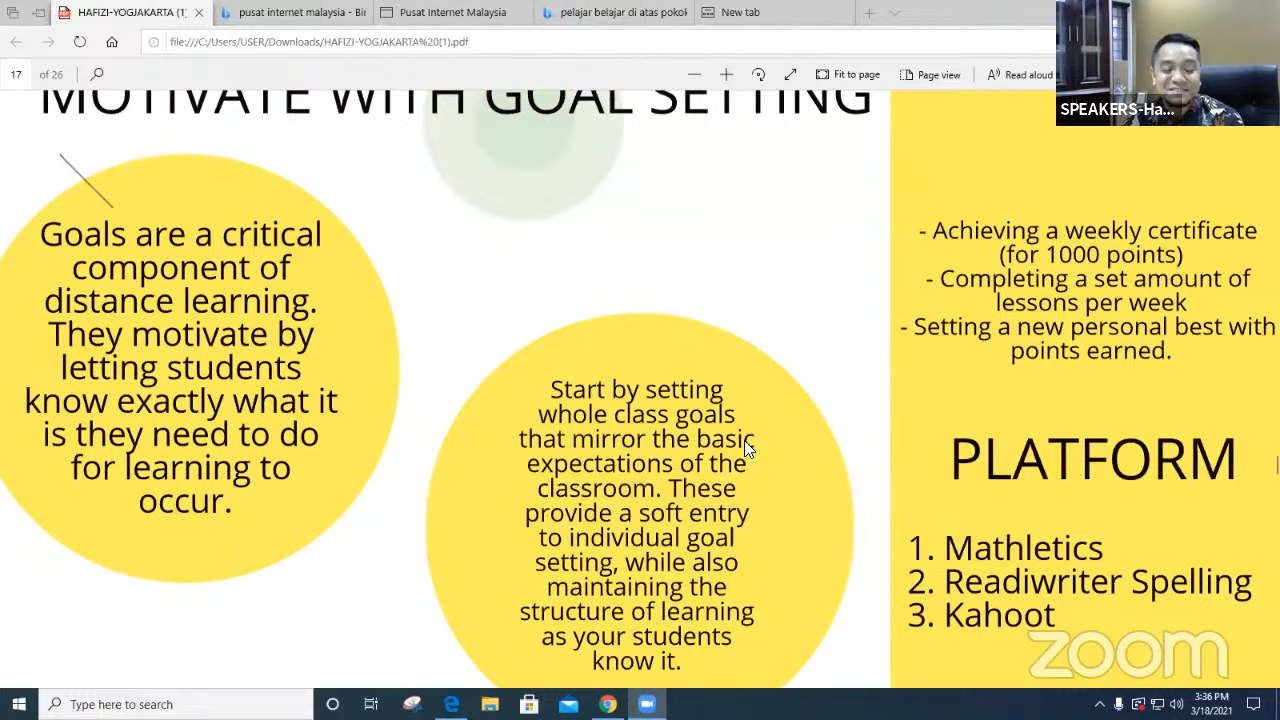 HAFIZI-YOGJAKARTA (1)
pusat internet malaysia - Bin
Pusat Internet Malaysia
pelajar belajar di atas pokok
New tab
file:///C:/Users/USER/Downloads/HAFIZI-YOGJAKARTA%20(1).pdf
17 of 26
Fit to page
Page view
Read aloud
SPEAKERS-Ha...
MOTIVATE WITH GOAL SETTING
Goals are a critical
component of
distance learning.
They motivate by
letting students
know exactly what it
is they need to do
for learning to
occur.
Start by setting
whole class goals
that mirror the basic
expectations of the
classroom. These
provide a soft entry
to individual goal
setting, while also
maintaining the
structure of learning
as your students
know it.
- Achieving a weekly certificate
(for 1000 points)
- Completing a set amount of
lessons per week
- Setting a new personal best with
points earned.
PLATFORM
1. Mathletics
2. Readiwriter Spelling
3. Kahoot
zoom
Type here to search
3:36 PM
3/18/2021